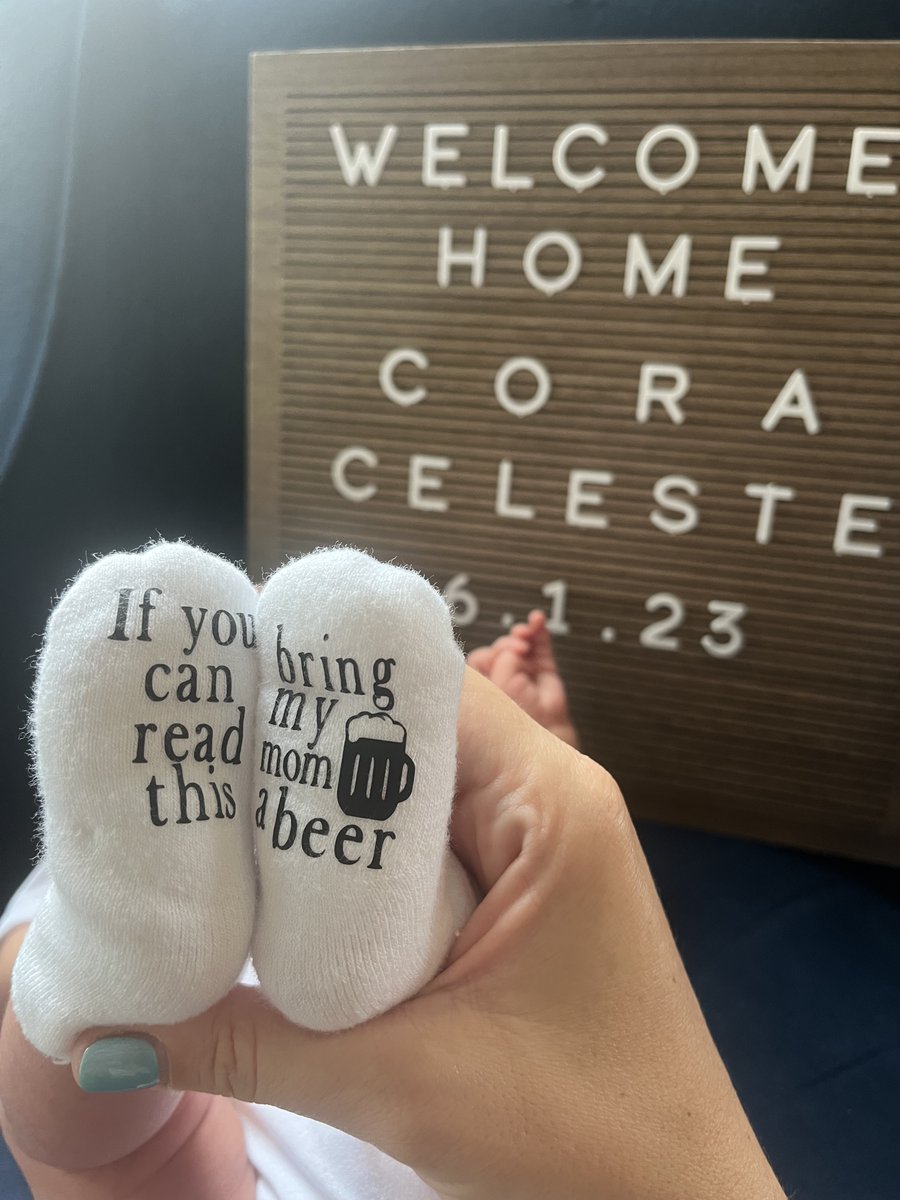 WELCOME
HOME
CORA
CELESTE
6.1.23
If you
can
read
this
bring
my
mom
a beer